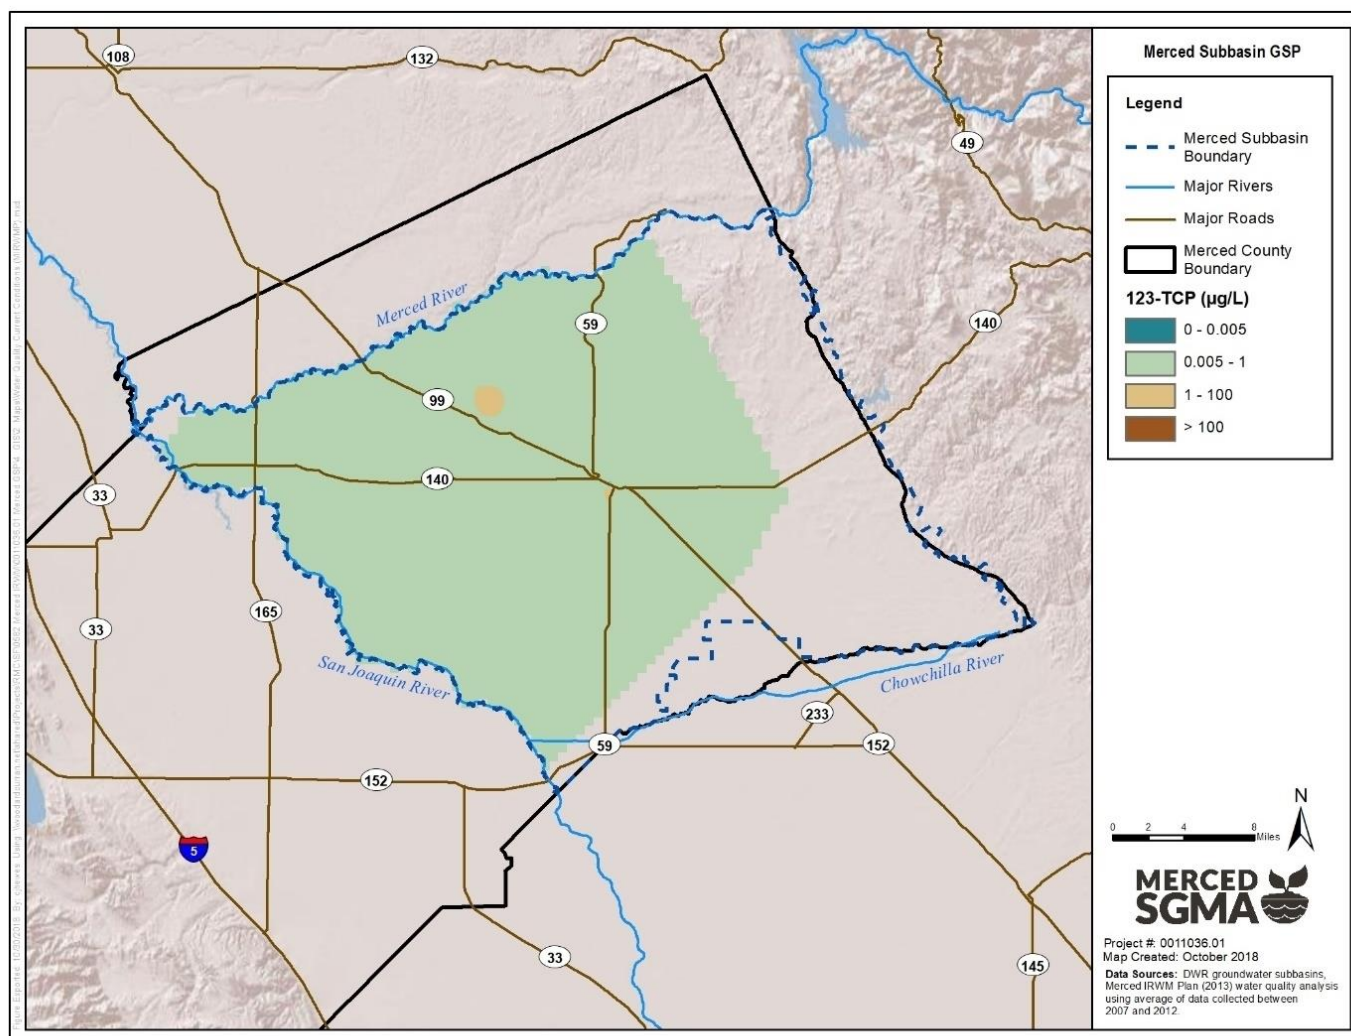 Merced Subbasin GSP
Legend
Merced Subbasin
Boundary
Major Rivers
Major Roads
Merced County
Boundary
123-TCP (µg/L)
0 - 0.005
0.005 - 1
1 - 100
> 100
108
132
49
Merced River
59
140
99
140
33
165
33
San Joaquin River
Chowchilla River
233
59
152
152
5
33
145
N
0 2 4 8
Miles
MERCED
SGMA
Project #: 0011036.01
Map Created: October 2018
Data Sources: DWR groundwater subbasins,
Merced IRWM Plan (2013) water quality analysis
using average of data collected between
2007 and 2012.